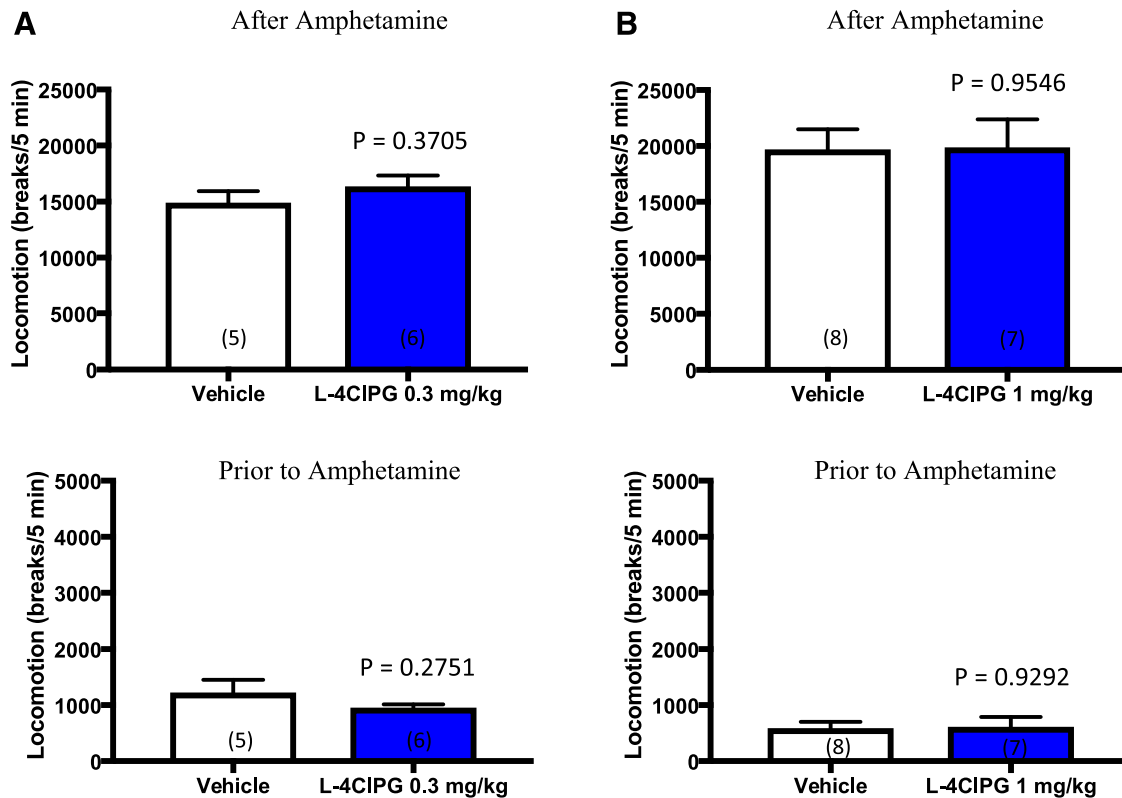 A
After Amphetamine
Locomotion (breaks/5 min)
25000
20000
15000
10000
5000
0
P = 0.3705
(5)
(6)
Vehicle
L-4ClPG 0.3 mg/kg
B
After Amphetamine
Locomotion (breaks/5 min)
25000
20000
15000
10000
5000
0
P = 0.9546
(8)
(7)
Vehicle
L-4ClPG 1 mg/kg
Prior to Amphetamine
Locomotion (breaks/5 min)
5000
4000
3000
2000
1000
0
P = 0.2751
(5)
(6)
Vehicle
L-4ClPG 0.3 mg/kg
Prior to Amphetamine
Locomotion (breaks/5 min)
5000
4000
3000
2000
1000
0
P = 0.9292
(8)
(7)
Vehicle
L-4ClPG 1 mg/kg